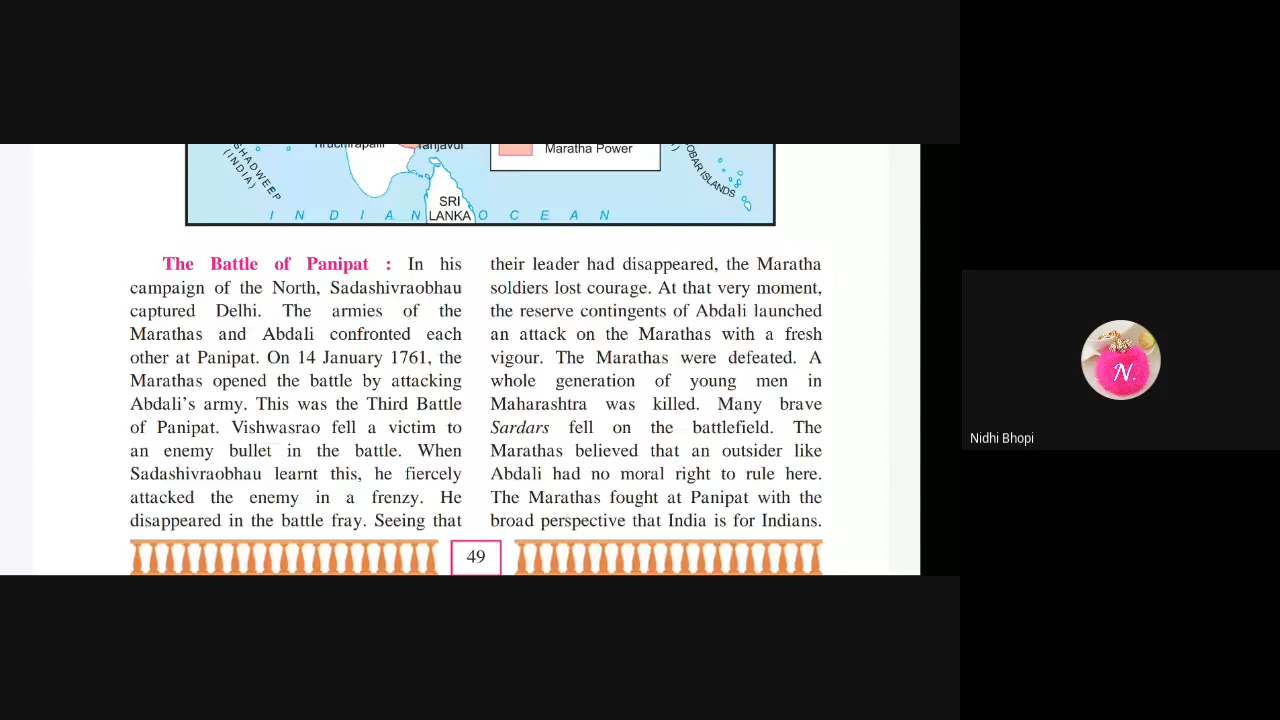 Tiruchirapalli
Tanjavur
Maratha Power
SHADWEEP
(INDIA)
OBAR ISLANDS
SRI
LANKA
INDIAN OCEAN
The Battle of Panipat : In his
campaign of the North, Sadashivraobhau
captured Delhi. The armies of the
Marathas and Abdali confronted each
other at Panipat. On 14 January 1761, the
Marathas opened the battle by attacking
Abdali’s army. This was the Third Battle
of Panipat. Vishwasrao fell a victim to
an enemy bullet in the battle. When
Sadashivraobhau learnt this, he fiercely
attacked the enemy in a frenzy. He
disappeared in the battle fray. Seeing that
their leader had disappeared, the Maratha
soldiers lost courage. At that very moment,
the reserve contingents of Abdali launched
an attack on the Marathas with a fresh
vigour. The Marathas were defeated. A
whole generation of young men in
Maharashtra was killed. Many brave
Sardars fell on the battlefield. The
Marathas believed that an outsider like
Abdali had no moral right to rule here.
The Marathas fought at Panipat with the
broad perspective that India is for Indians.
49
N.
Nidhi Bhopi